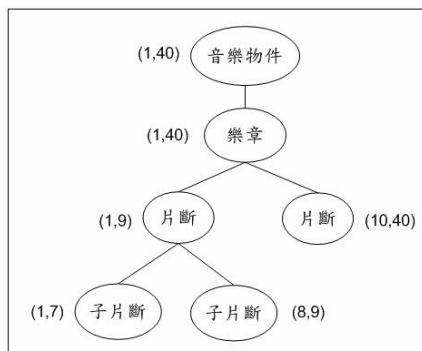 (1,40) 音樂物件
(1,40) 樂章
(1,9) 片斷 片斷 (10,40)
(1,7) 子片斷 子片斷 (8,9)